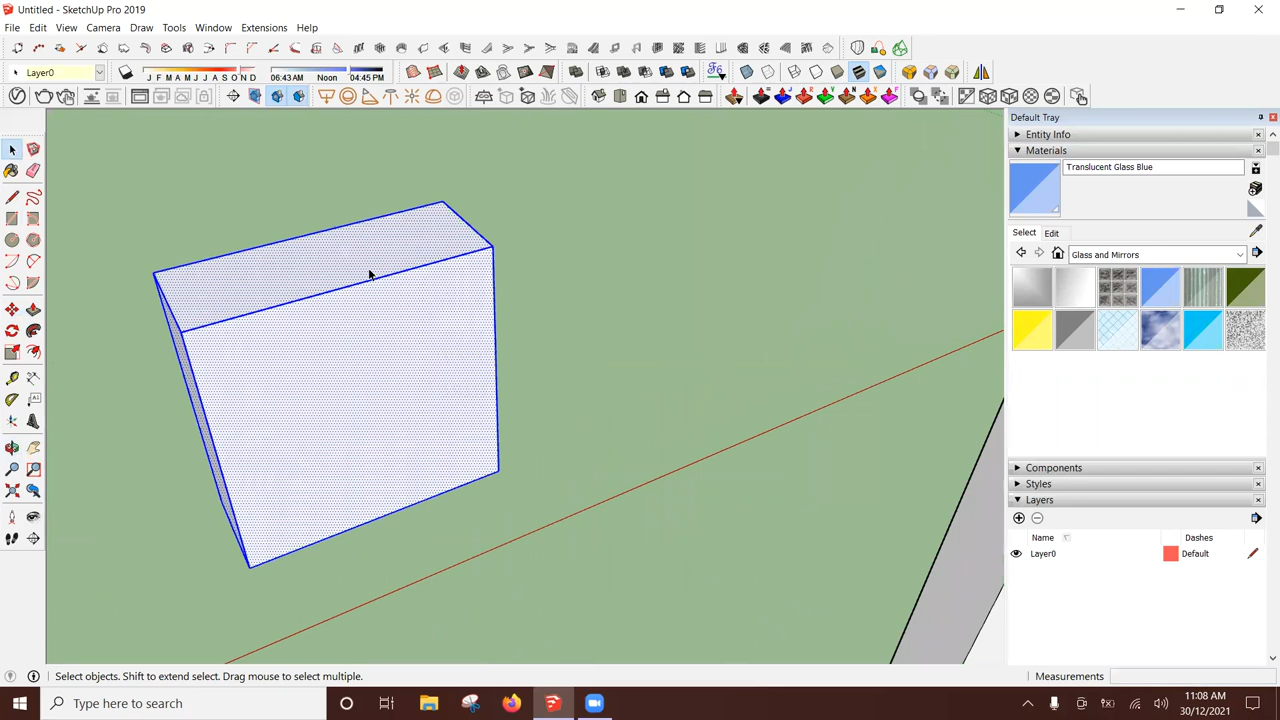 Untitled - SketchUp Pro 2019
File Edit View Camera Draw Tools Window Extensions Help
Layer0
J F M A M J J A S O N D
06:43 AM Noon 04:45 PM
Default Tray
Entity Info
Materials
Translucent Glass Blue
Select Edit
Glass and Mirrors
Components
Styles
Layers
Name Dashes
Layer0 Default
Select objects. Shift to extend select. Drag mouse to select multiple.
Measurements
Type here to search
11:08 AM
30/12/2021